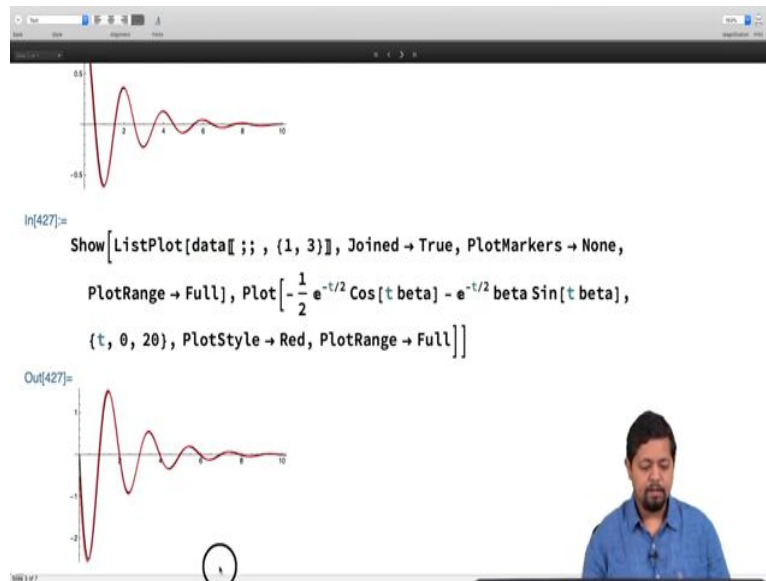 Text
0.5
2 4 6 8 10
-0.5
In[427]:=
Show[ListPlot[data〚 ;; , {1, 3}〛, Joined → True, PlotMarkers → None,
PlotRange → Full], Plot[-1/2 e^-t/2 Cos[t beta] - e^-t/2 beta Sin[t beta],
{t, 0, 20}, PlotStyle → Red, PlotRange → Full]]
Out[427]=
1
2 4 6 8 10
-1
-2